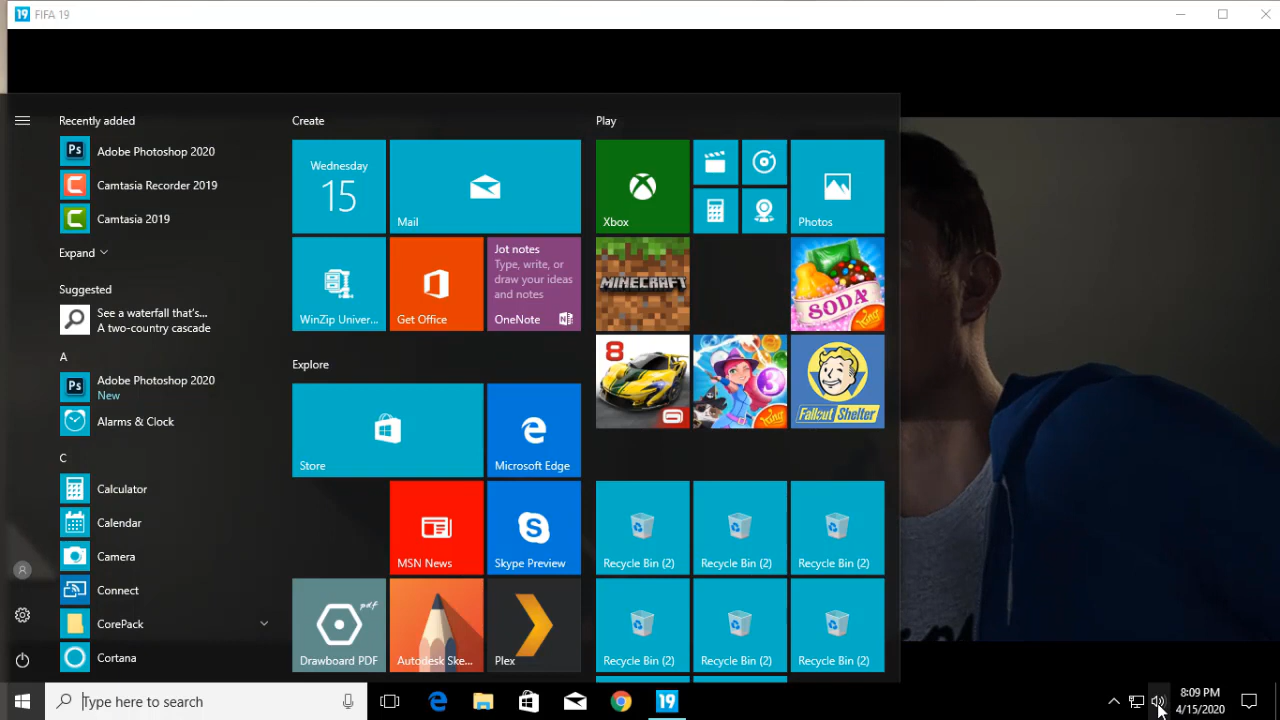 19 FIFA 19
Recently added
Adobe Photoshop 2020
Camtasia Recorder 2019
Camtasia 2019
Expand
Suggested
See a waterfall that's...
A two-country cascade
A
Adobe Photoshop 2020
New
Alarms & Clock
C
Calculator
Calendar
Camera
Connect
CorePack
Cortana
Create
Wednesday
15
Mail
WinZip Univer...
Get Office
Jot notes
Type, write, or
draw your ideas
and notes
OneNote
Explore
Store
Microsoft Edge
MSN News
Skype Preview
Drawboard PDF
Autodesk Ske...
Plex
Play
Xbox
Photos
MINECRAFT
SODA
King
8
3
King
Fallout Shelter
Recycle Bin (2)
Recycle Bin (2)
Recycle Bin (2)
Recycle Bin (2)
Recycle Bin (2)
Recycle Bin (2)
Type here to search
19
8:09 PM
4/15/2020